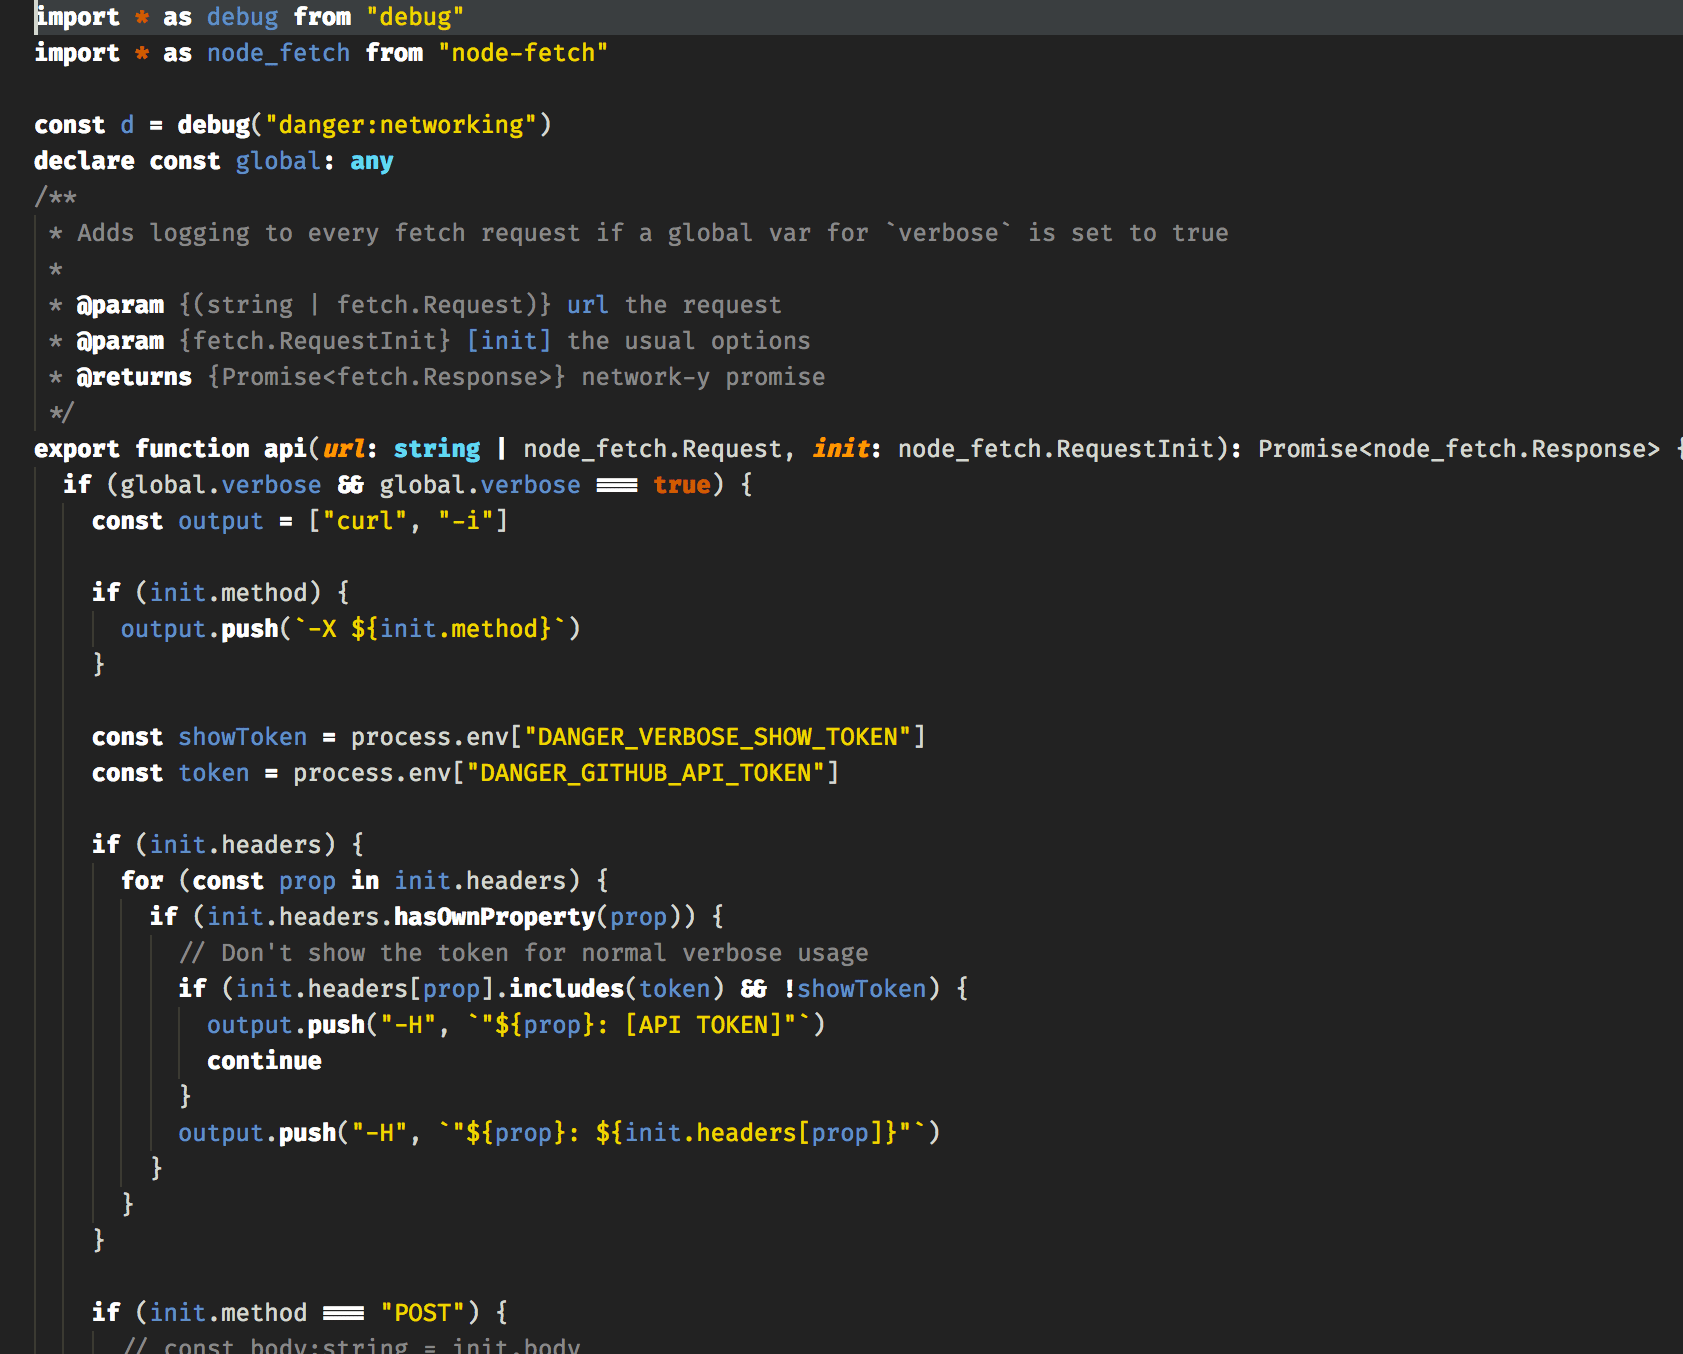 import * as debug from "debug"
import * as node_fetch from "node-fetch"

const d = debug("danger:networking")
declare const global: any
/**
 * Adds logging to every fetch request if a global var for `verbose` is set to true
 *
 * @param {(string | fetch.Request)} url the request
 * @param {fetch.RequestInit} [init] the usual options
 * @returns {Promise<fetch.Response>} network-y promise
 */
export function api(url: string | node_fetch.Request, init: node_fetch.RequestInit): Promise<node_fetch.Response> {
  if (global.verbose && global.verbose === true) {
    const output = ["curl", "-i"]

    if (init.method) {
      output.push(`-X ${init.method}`)
    }

    const showToken = process.env["DANGER_VERBOSE_SHOW_TOKEN"]
    const token = process.env["DANGER_GITHUB_API_TOKEN"]

    if (init.headers) {
      for (const prop in init.headers) {
        if (init.headers.hasOwnProperty(prop)) {
          // Don't show the token for normal verbose usage
          if (init.headers[prop].includes(token) && !showToken) {
            output.push("-H", `"${prop}: [API TOKEN]"`)
            continue
          }
          output.push("-H", `"${prop}: ${init.headers[prop]}"`)
        }
      }
    }

    if (init.method === "POST") {
      // const body:string = init.body